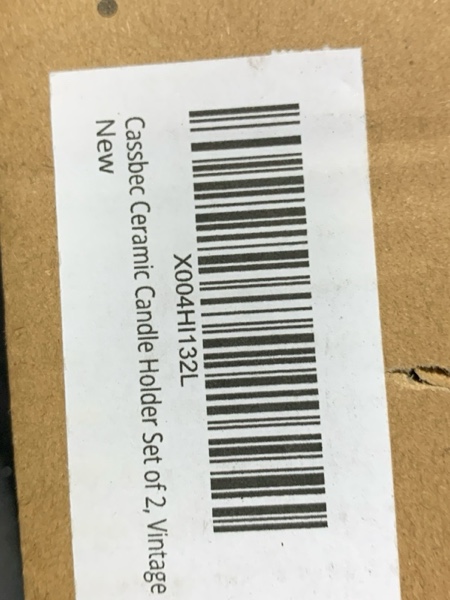 X004HI132L
Cassbec Ceramic Candle Holder Set of 2, Vintage
New